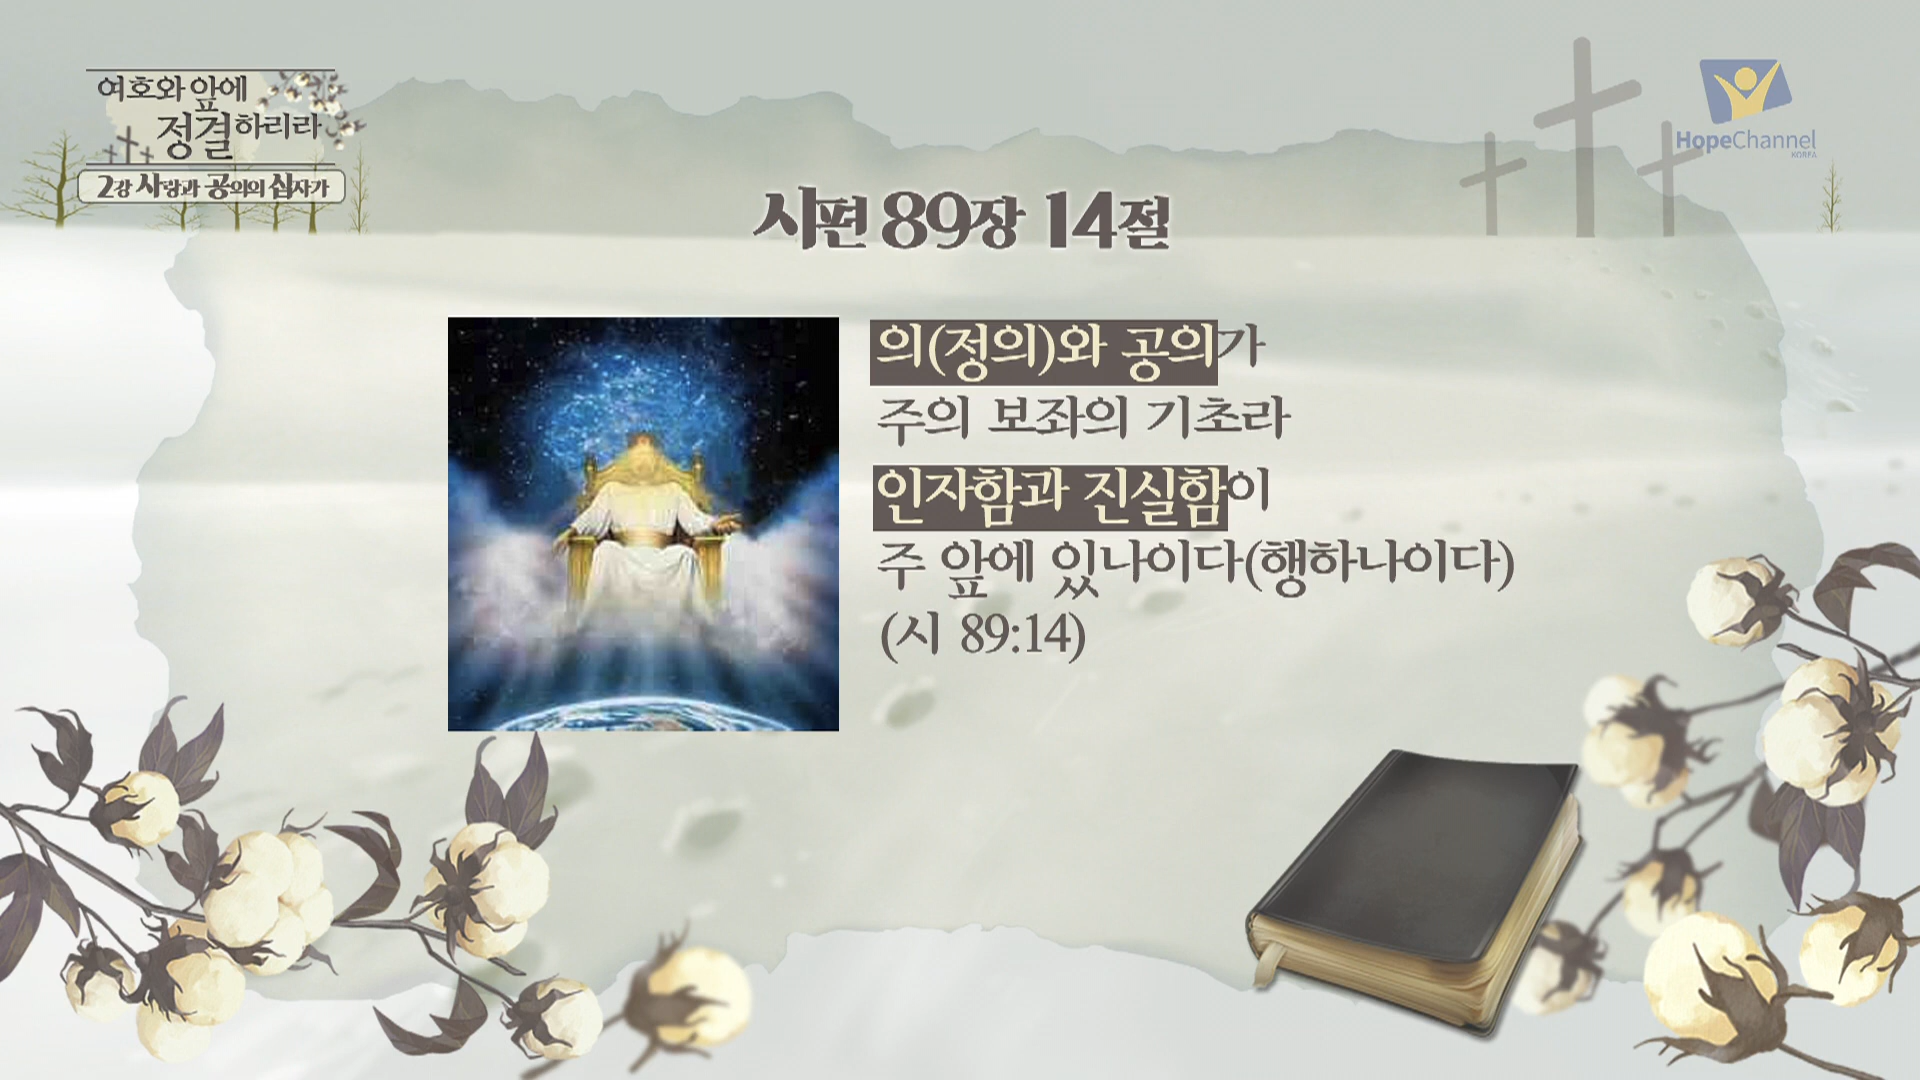 여호와 앞에
정결하리라
2강 사랑과 공의의 십자가
HopeChannel
KOREA
시편 89장 14절
의(정의)와 공의가
주의 보좌의 기초라
인자함과 진실함이
주 앞에 있나이다(행하나이다)
(시 89:14)